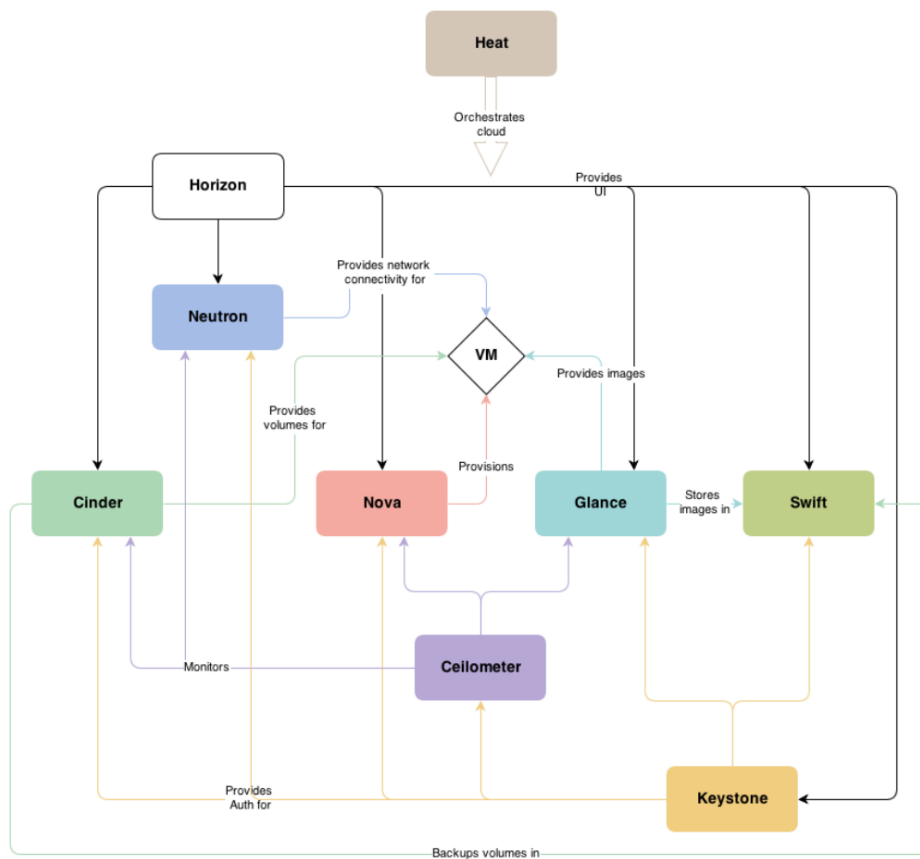 Heat
Orchestrates
cloud
Horizon
Provides
UI
Provides network
connectivity for
Neutron
VM
Provides images
Provides
volumes for
Provisions
Cinder
Nova
Glance
Stores
images in
Swift
Monitors
Ceilometer
Provides
Auth for
Keystone
Backups volumes in